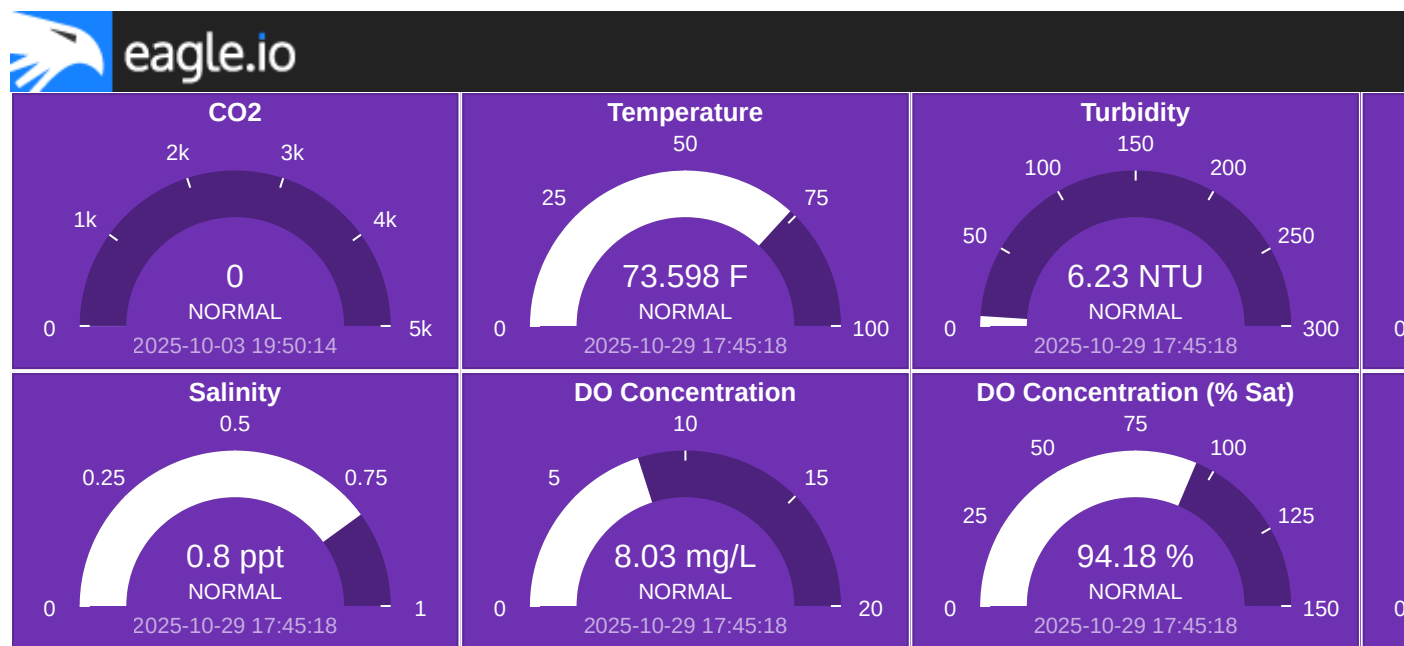 eagle.io
CO2
2k
3k
1k
4k
0
NORMAL
0
5k
2025-10-03 19:50:14
Temperature
50
25
75
73.598 F
NORMAL
0
100
2025-10-29 17:45:18
Turbidity
150
100
200
50
250
6.23 NTU
NORMAL
0
300
2025-10-29 17:45:18
0
Salinity
0.5
0.25
0.75
0.8 ppt
NORMAL
0
1
2025-10-29 17:45:18
DO Concentration
10
5
15
8.03 mg/L
NORMAL
0
20
2025-10-29 17:45:18
DO Concentration (% Sat)
75
50
100
25
125
94.18 %
NORMAL
0
150
2025-10-29 17:45:18
0